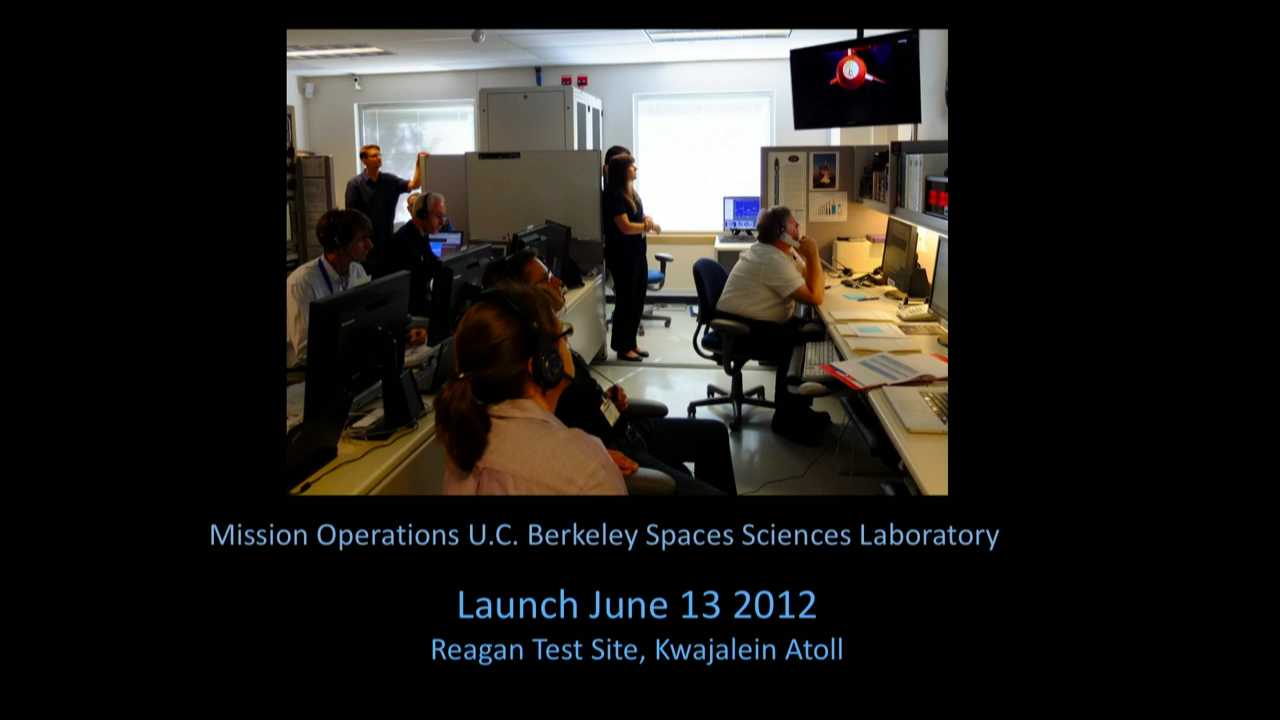 Mission Operations U.C. Berkeley Spaces Sciences Laboratory
Launch June 13 2012
Reagan Test Site, Kwajalein Atoll